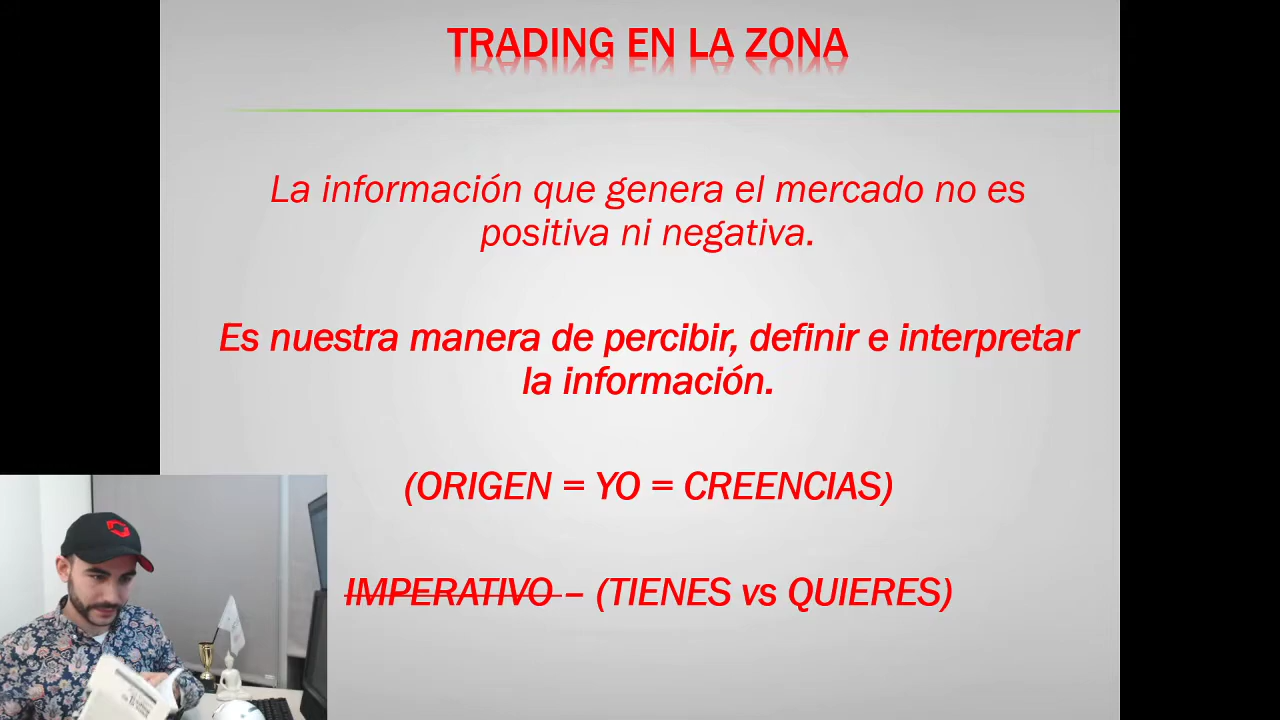 TRADING EN LA ZONA
La información que genera el mercado no es
positiva ni negativa.
Es nuestra manera de percibir, definir e interpretar
la información.
(ORIGEN = YO = CREENCIAS)
IMPERATIVO – (TIENES vs QUIERES)